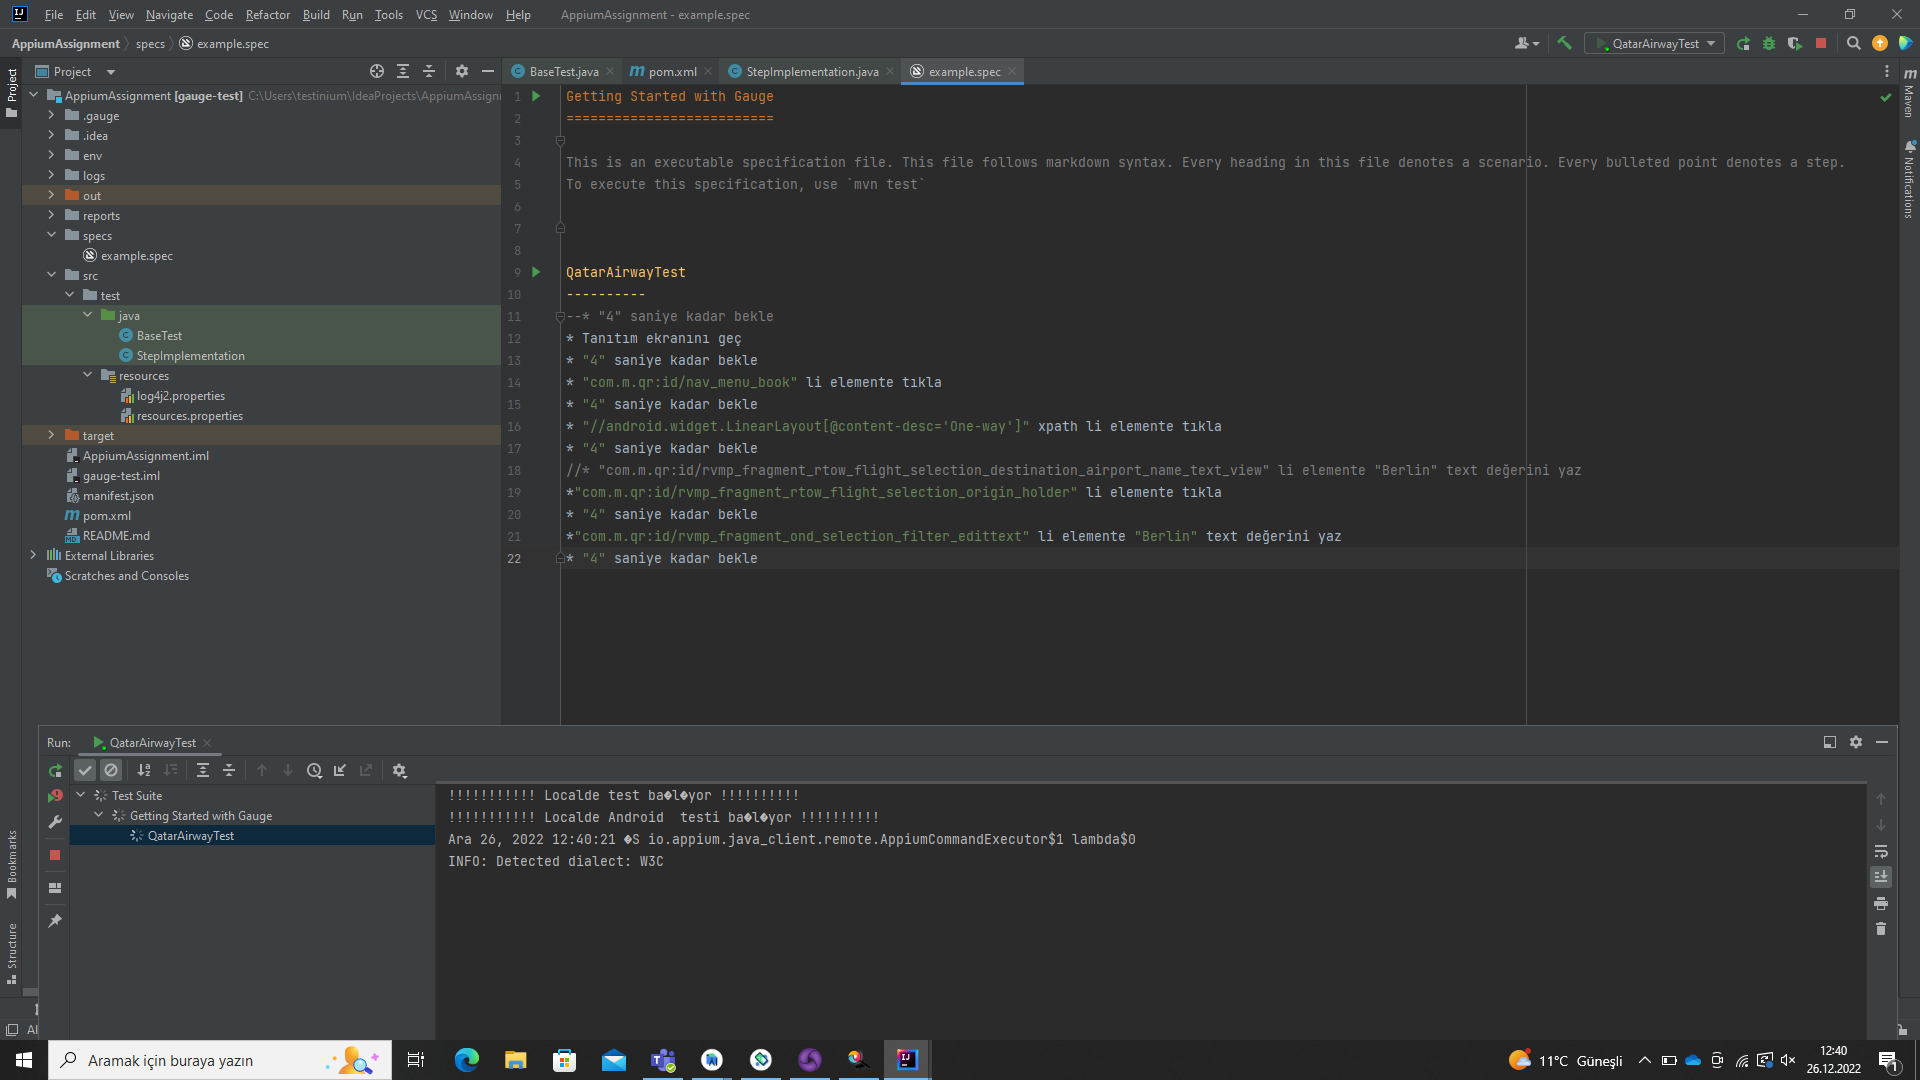 File Edit View Navigate Code Refactor Build Run Tools VCS Window Help AppiumAssignment - example.spec
AppiumAssignment specs example.spec
QatarAirwayTest
Project
Project
AppiumAssignment [gauge-test] C:\Users\testinium\IdeaProjects\AppiumAssignn
.gauge
.idea
env
logs
out
reports
specs
example.spec
src
test
java
BaseTest
StepImplementation
resources
log4j2.properties
resources.properties
target
AppiumAssignment.iml
gauge-test.iml
manifest.json
pom.xml
README.md
External Libraries
Scratches and Consoles
BaseTest.java pom.xml StepImplementation.java example.spec
1 Getting Started with Gauge
2 ==========================
3
4 This is an executable specification file. This file follows markdown syntax. Every heading in this file denotes a scenario. Every bulleted point denotes a step.
5 To execute this specification, use `mvn test`
6
7
8
9 QatarAirwayTest
10 ----------
11 --* "4" saniye kadar bekle
12 * Tanıtım ekranını geç
13 * "4" saniye kadar bekle
14 * "com.m.qr:id/nav_menu_book" li elemente tıkla
15 * "4" saniye kadar bekle
16 * "//android.widget.LinearLayout[@content-desc='One-way']" xpath li elemente tıkla
17 * "4" saniye kadar bekle
18 //* "com.m.qr:id/rvmp_fragment_rtow_flight_selection_destination_airport_name_text_view" li elemente "Berlin" text değerini yaz
19 *"com.m.qr:id/rvmp_fragment_rtow_flight_selection_origin_holder" li elemente tıkla
20 * "4" saniye kadar bekle
21 *"com.m.qr:id/rvmp_fragment_ond_selection_filter_edittext" li elemente "Berlin" text değerini yaz
22 * "4" saniye kadar bekle
m Maven
Notifications
Run: QatarAirwayTest
Test Suite
Getting Started with Gauge
QatarAirwayTest
!!!!!!!!!!! Localde test ba�l�yor !!!!!!!!!!
!!!!!!!!!!! Localde Android  testi ba�l�yor !!!!!!!!!!
Ara 26, 2022 12:40:21 �S io.appium.java_client.remote.AppiumCommandExecutor$1 lambda$0
INFO: Detected dialect: W3C
Bookmarks
Structure
Al
Aramak için buraya yazın
11°C Güneşli
12:40
26.12.2022
1